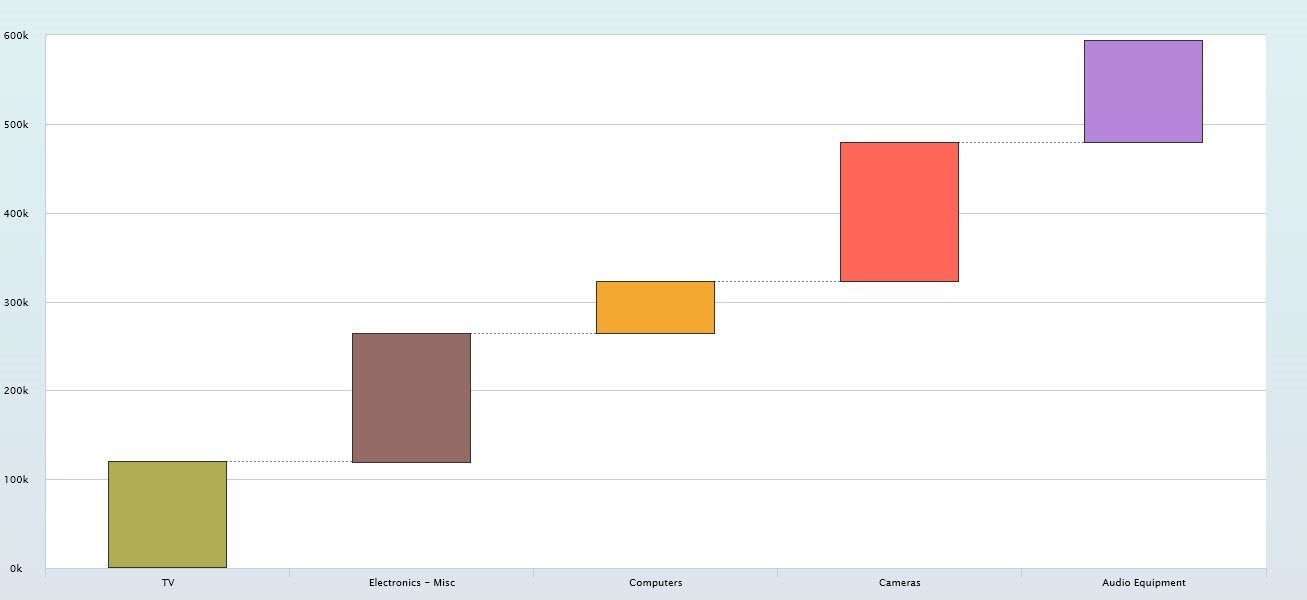 600k
500k
400k
300k
200k
100k
0k
TV
Electronics - Misc
Computers
Cameras
Audio Equipment